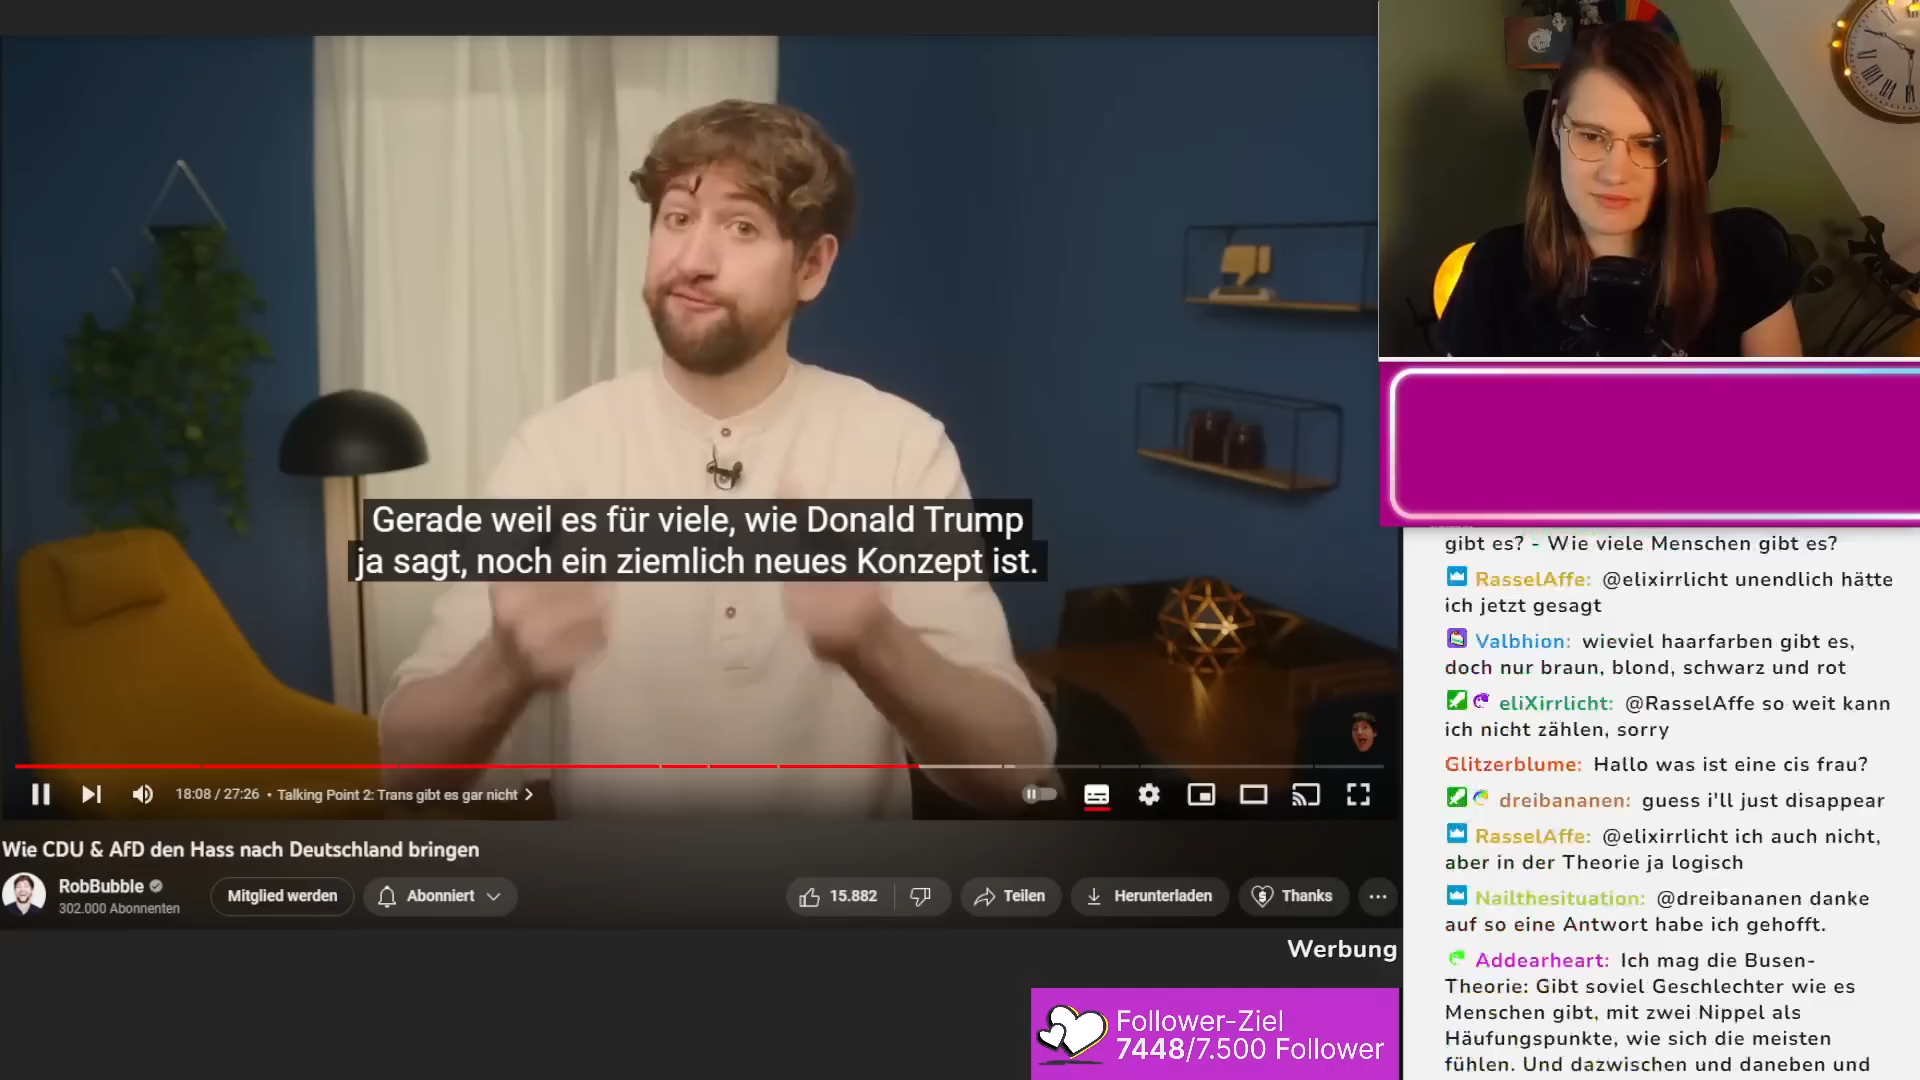 Gerade weil es für viele, wie Donald Trump
ja sagt, noch ein ziemlich neues Konzept ist.
18:08 / 27:26 • Talking Point 2: Trans gibt es gar nicht
Wie CDU & AfD den Hass nach Deutschland bringen
RobBubble
302.000 Abonnenten
Mitglied werden
Abonniert
15.882
Teilen
Herunterladen
Thanks
Werbung
Follower-Ziel
7448/7.500 Follower
gibt es? - Wie viele Menschen gibt es?
RasselAffe: @elixirrlicht unendlich hätte
ich jetzt gesagt
Valbhion: wieviel haarfarben gibt es,
doch nur braun, blond, schwarz und rot
eliXirrlicht: @RasselAffe so weit kann
ich nicht zählen, sorry
Glitzerblume: Hallo was ist eine cis frau?
dreibananen: guess i'll just disappear
RasselAffe: @elixirrlicht ich auch nicht,
aber in der Theorie ja logisch
Nailthesituation: @dreibananen danke
auf so eine Antwort habe ich gehofft.
Addearheart: Ich mag die Busen-
Theorie: Gibt soviel Geschlechter wie es
Menschen gibt, mit zwei Nippel als
Häufungspunkte, wie sich die meisten
fühlen. Und dazwischen und daneben und